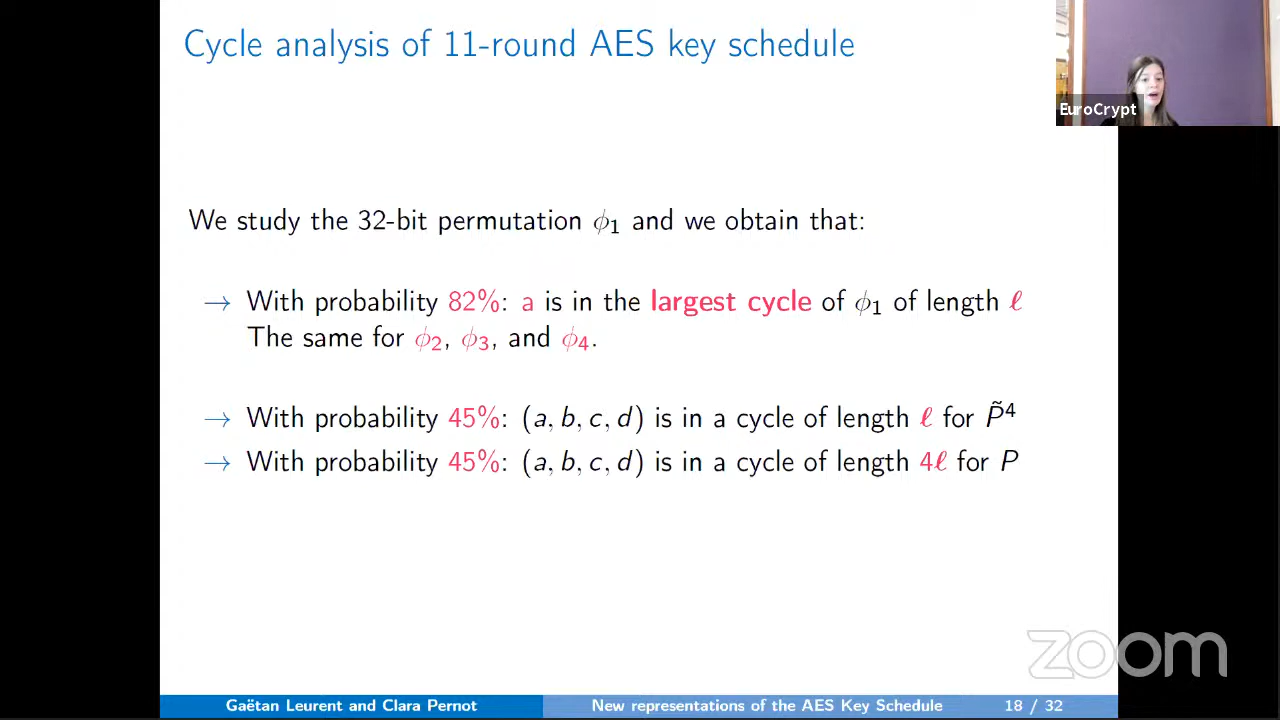 Cycle analysis of 11-round AES key schedule
EuroCrypt
We study the 32-bit permutation ϕ₁ and we obtain that:
→ With probability 82%: a is in the largest cycle of ϕ₁ of length ℓ
The same for ϕ₂, ϕ₃, and ϕ₄.
→ With probability 45%: (a, b, c, d) is in a cycle of length ℓ for P̃⁴
→ With probability 45%: (a, b, c, d) is in a cycle of length 4ℓ for P
zoom
Gaëtan Leurent and Clara Pernot New representations of the AES Key Schedule 18 / 32